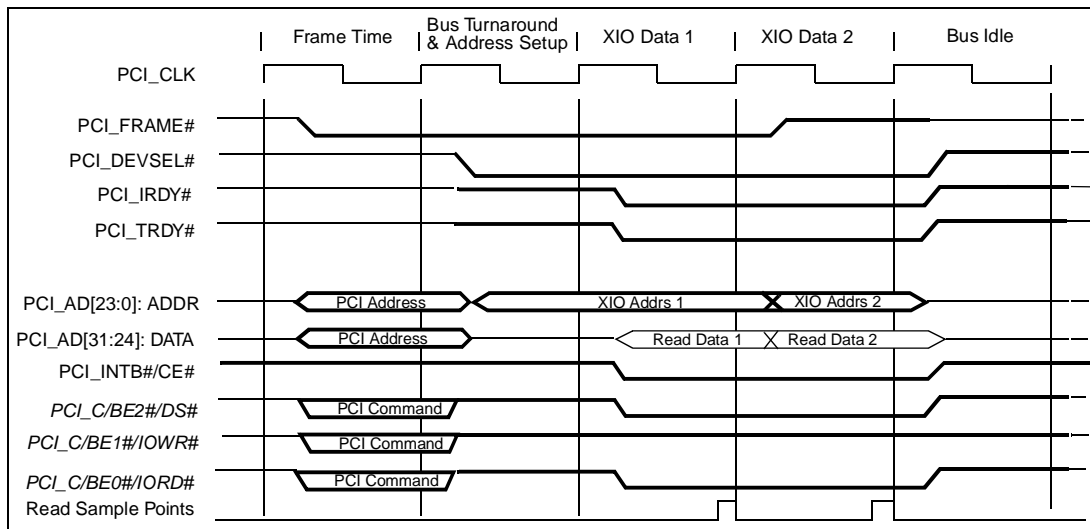 Frame Time
Bus Turnaround
& Address Setup
XIO Data 1
XIO Data 2
Bus Idle
PCI_CLK
PCI_FRAME#
PCI_DEVSEL#
PCI_IRDY#
PCI_TRDY#
PCI_AD[23:0]: ADDR
PCI Address
XIO Addrs 1
XIO Addrs 2
PCI_AD[31:24]: DATA
PCI Address
Read Data 1
Read Data 2
PCI_INTB#/CE#
PCI_C/BE2#/DS#
PCI Command
PCI_C/BE1#/IOWR#
PCI Command
PCI_C/BE0#/IORD#
PCI Command
Read Sample Points